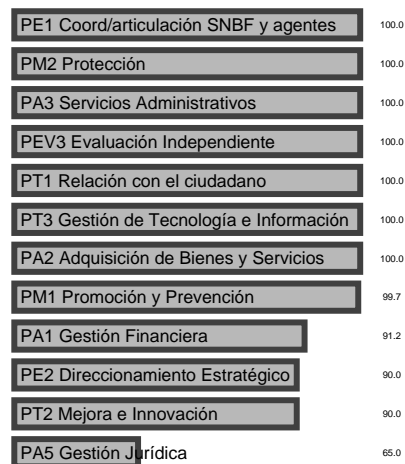 PE1 Coord/articulación SNBF y agentes 100.0
PM2 Protección 100.0
PA3 Servicios Administrativos 100.0
PEV3 Evaluación Independiente 100.0
PT1 Relación con el ciudadano 100.0
PT3 Gestión de Tecnología e Información 100.0
PA2 Adquisición de Bienes y Servicios 100.0
PM1 Promoción y Prevención 99.7
PA1 Gestión Financiera 91.2
PE2 Direccionamiento Estratégico 90.0
PT2 Mejora e Innovación 90.0
PA5 Gestión Jurídica 65.0